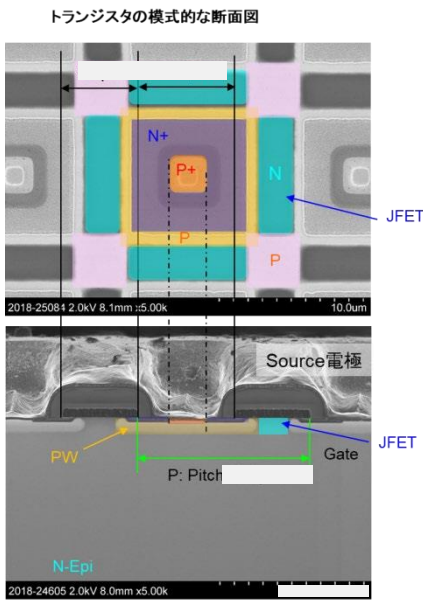 トランジスタの模式的な断面図
N+
P+
N
JFET
P
P
2018-25084 2.0kV 8.1mm x5.00k
10.0um
Source電極
JFET
PW
Gate
P: Pitch
N-Epi
2018-24605 2.0kV 8.0mm x5.00k